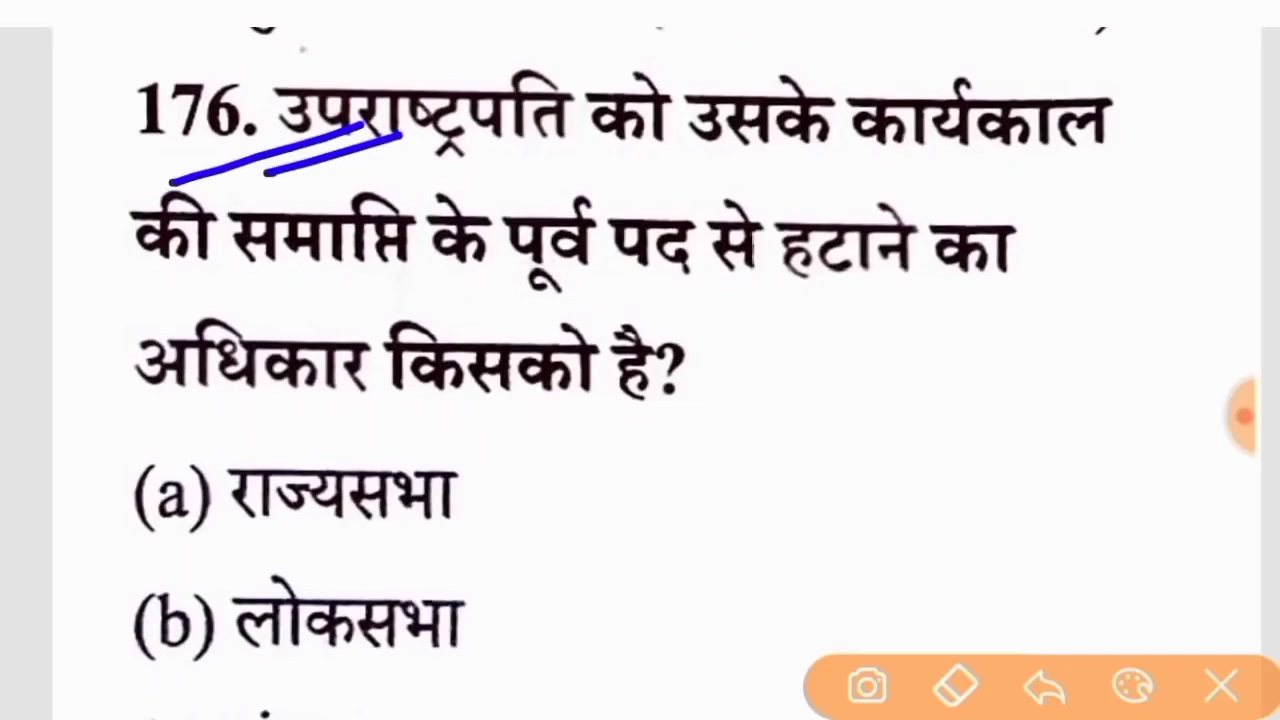 176. उपराष्ट्रपति को उसके कार्यकाल
की समाप्ति के पूर्व पद से हटाने का
अधिकार किसको है?
(a) राज्यसभा
(b) लोकसभा